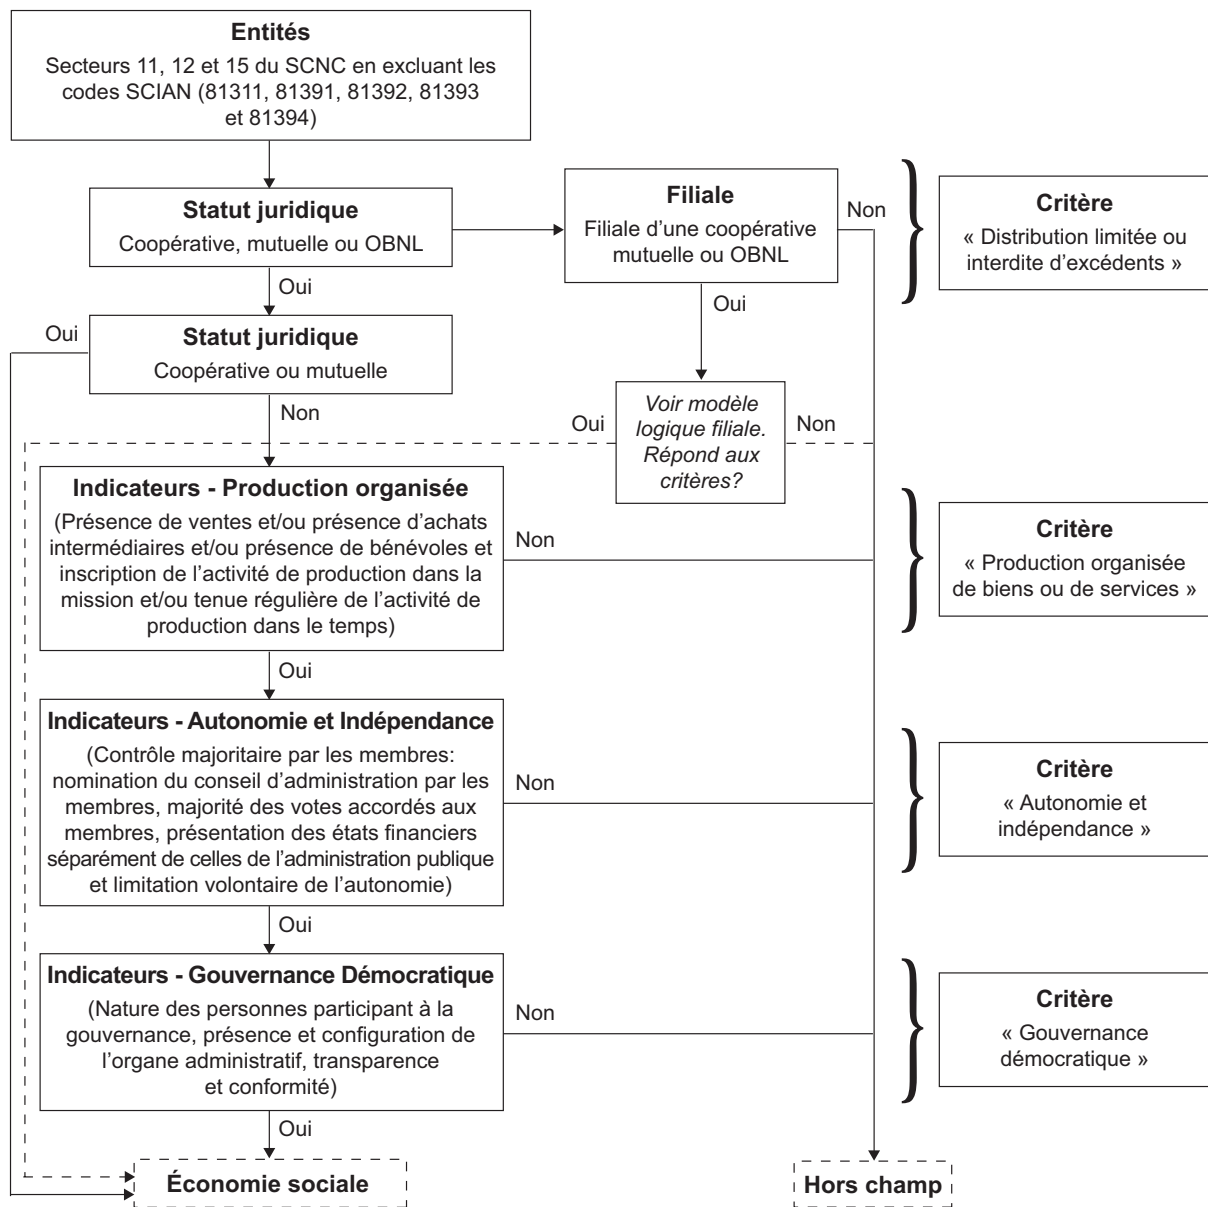 Entités
Secteurs 11, 12 et 15 du SCNC en excluant les
codes SCIAN (81311, 81391, 81392, 81393
et 81394)
Statut juridique
Coopérative, mutuelle ou OBNL
Filiale
Filiale d'une coopérative
mutuelle ou OBNL
Non
Critère
« Distribution limitée ou
interdite d'excédents »
Oui
Oui
Oui
Statut juridique
Coopérative ou mutuelle
Non
Oui
Voir modèle
logique filiale.
Répond aux
critères?
Non
Indicateurs - Production organisée
(Présence de ventes et/ou présence d'achats
intermédiaires et/ou présence de bénévoles et
inscription de l'activité de production dans la
mission et/ou tenue régulière de l'activité de
production dans le temps)
Non
Critère
« Production organisée
de biens ou de services »
Oui
Indicateurs - Autonomie et Indépendance
(Contrôle majoritaire par les membres:
nomination du conseil d'administration par les
membres, majorité des votes accordés aux
membres, présentation des états financiers
séparément de celles de l'administration publique
et limitation volontaire de l'autonomie)
Non
Critère
« Autonomie et
indépendance »
Oui
Indicateurs - Gouvernance Démocratique
(Nature des personnes participant à la
gouvernance, présence et configuration de
l'organe administratif, transparence
et conformité)
Non
Critère
« Gouvernance
démocratique »
Oui
Économie sociale
Hors champ